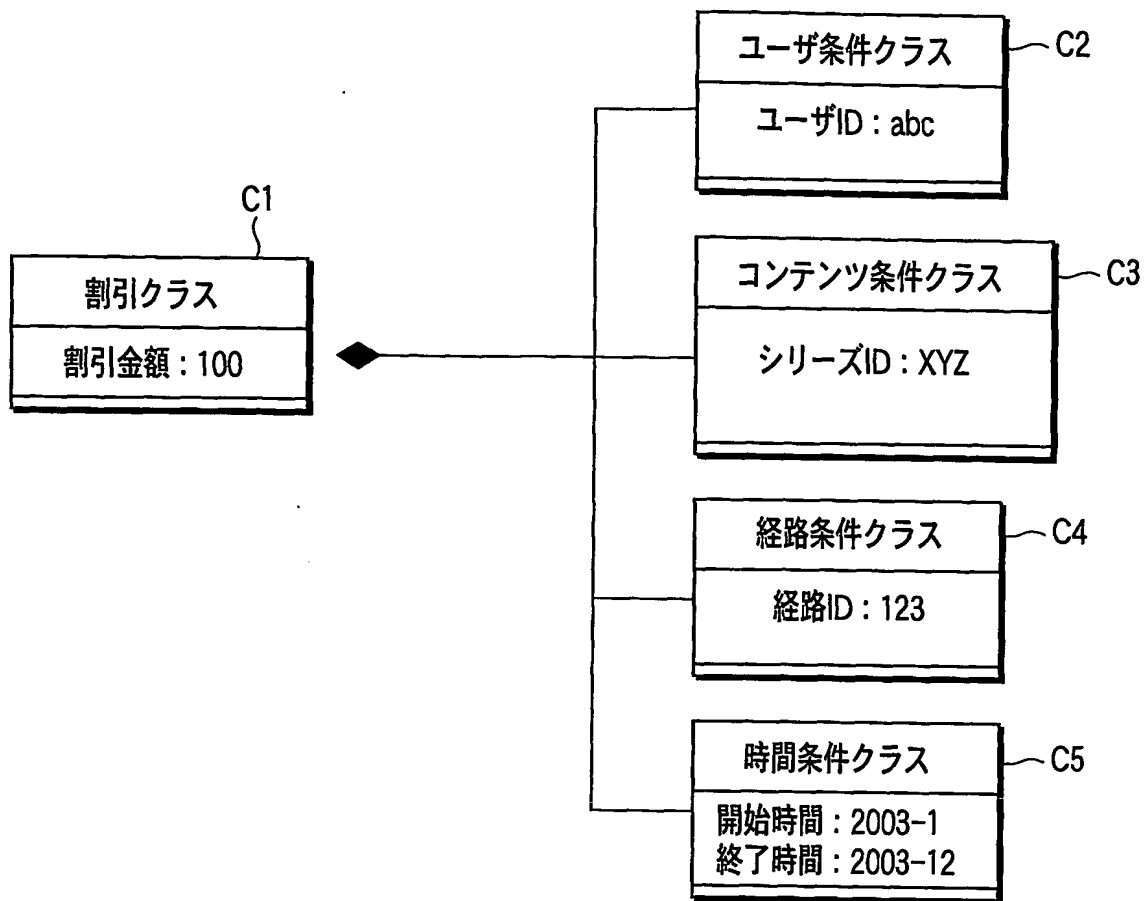 C1
割引クラス
割引金額：100
ユーザ条件クラス
C2
ユーザID：abc
コンテンツ条件クラス
C3
シリーズID：XYZ
経路条件クラス
C4
経路ID：123
時間条件クラス
C5
開始時間：2003-1
終了時間：2003-12